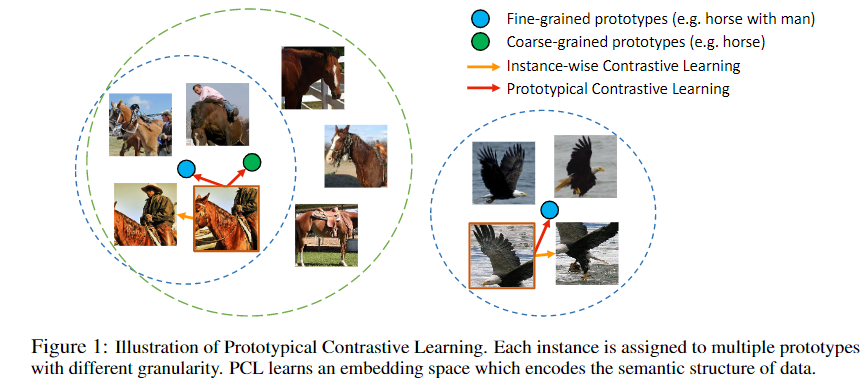 Fine-grained prototypes (e.g. horse with man)
Coarse-grained prototypes (e.g. horse)
Instance-wise Contrastive Learning
Prototypical Contrastive Learning
Figure 1: Illustration of Prototypical Contrastive Learning. Each instance is assigned to multiple prototypes
with different granularity. PCL learns an embedding space which encodes the semantic structure of data.